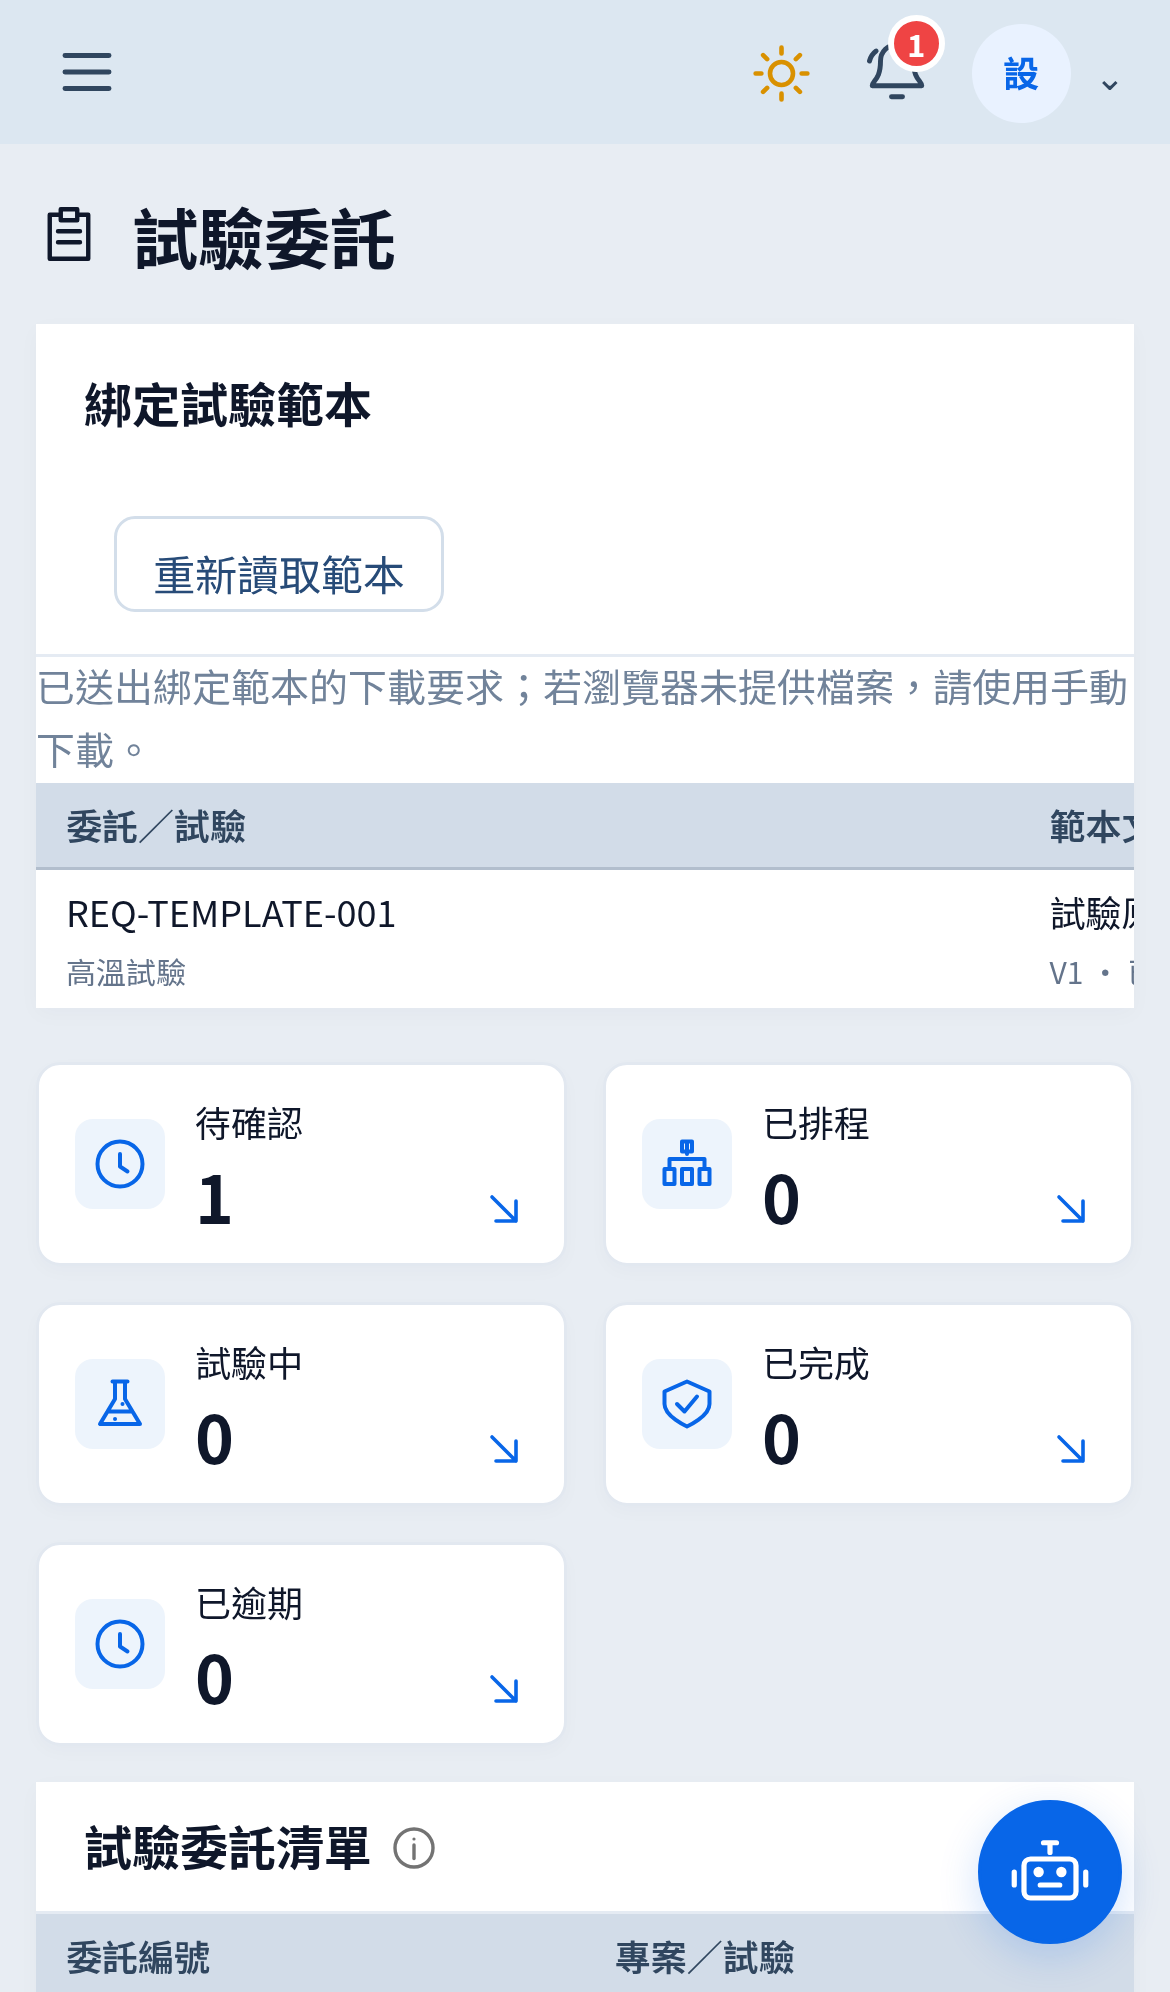 1
設
試驗委託
綁定試驗範本
重新讀取範本
已送出綁定範本的下載要求；若瀏覽器未提供檔案，請使用手動
下載。
委託／試驗 範本
REQ-TEMPLATE-001 試驗
高溫試驗 V1 ・
待確認
1
已排程
0
試驗中
0
已完成
0
已逾期
0
試驗委託清單
委託編號 專案／試驗